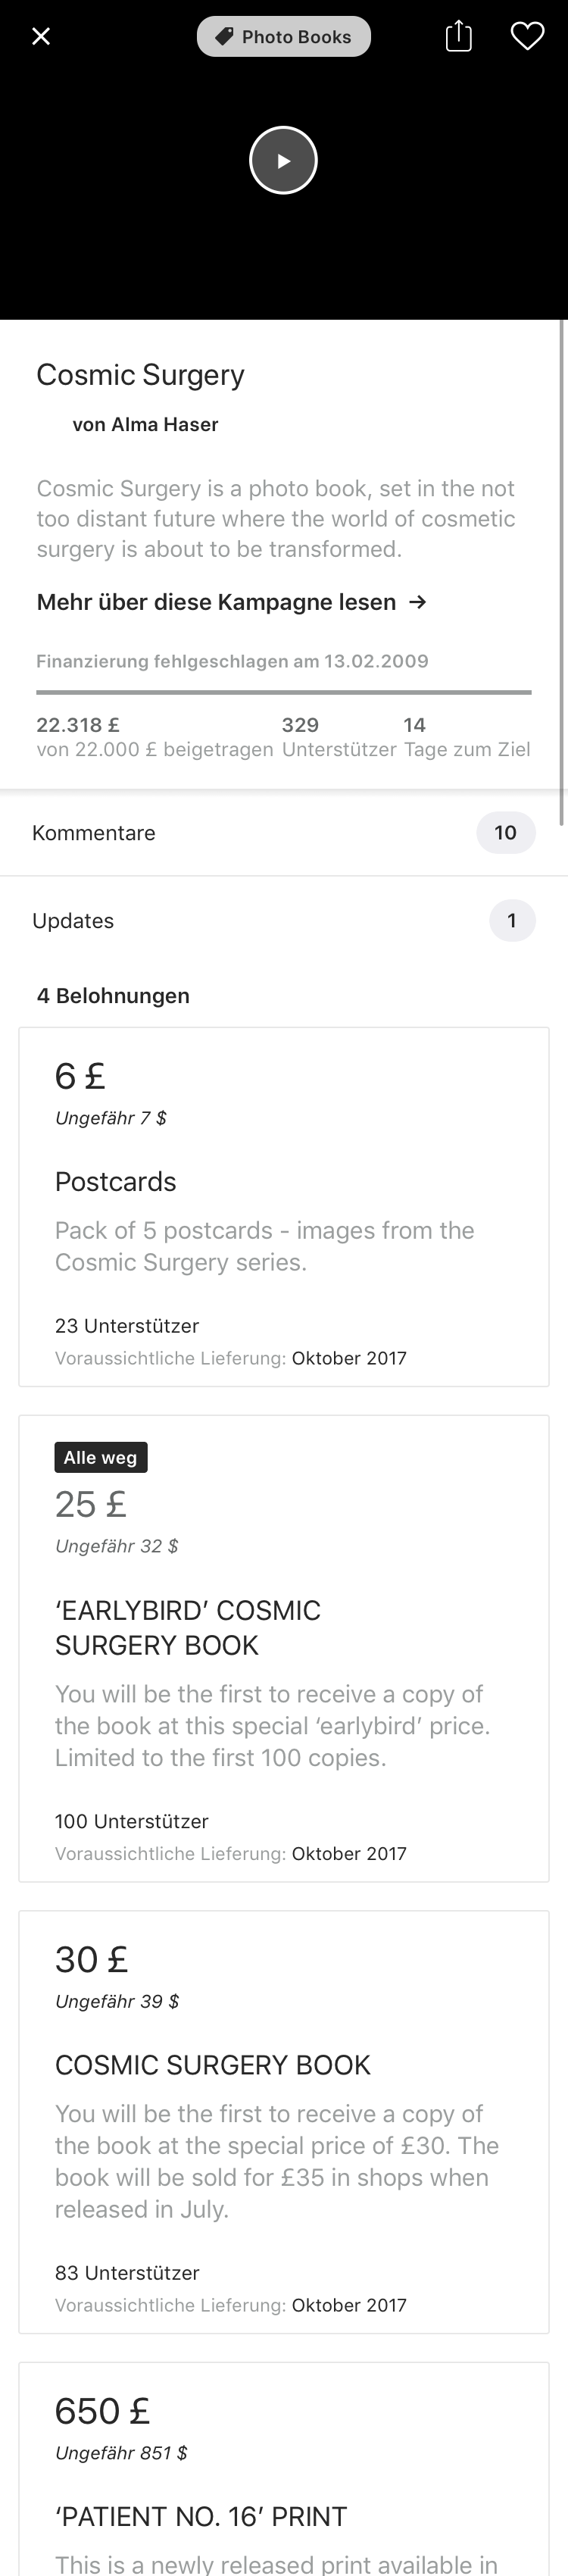 Photo Books
Cosmic Surgery
von Alma Haser
Cosmic Surgery is a photo book, set in the not
too distant future where the world of cosmetic
surgery is about to be transformed.
Mehr über diese Kampagne lesen →
Finanzierung fehlgeschlagen am 13.02.2009
22.318 £ 329 14
von 22.000 £ beigetragen Unterstützer Tage zum Ziel
Kommentare 10
Updates 1
4 Belohnungen
6 £
Ungefähr 7 $
Postcards
Pack of 5 postcards - images from the
Cosmic Surgery series.
23 Unterstützer
Voraussichtliche Lieferung: Oktober 2017
Alle weg
25 £
Ungefähr 32 $
‘EARLYBIRD’ COSMIC
SURGERY BOOK
You will be the first to receive a copy of
the book at this special ‘earlybird’ price.
Limited to the first 100 copies.
100 Unterstützer
Voraussichtliche Lieferung: Oktober 2017
30 £
Ungefähr 39 $
COSMIC SURGERY BOOK
You will be the first to receive a copy of
the book at the special price of £30. The
book will be sold for £35 in shops when
released in July.
83 Unterstützer
Voraussichtliche Lieferung: Oktober 2017
650 £
Ungefähr 851 $
‘PATIENT NO. 16’ PRINT
This is a newly released print available in